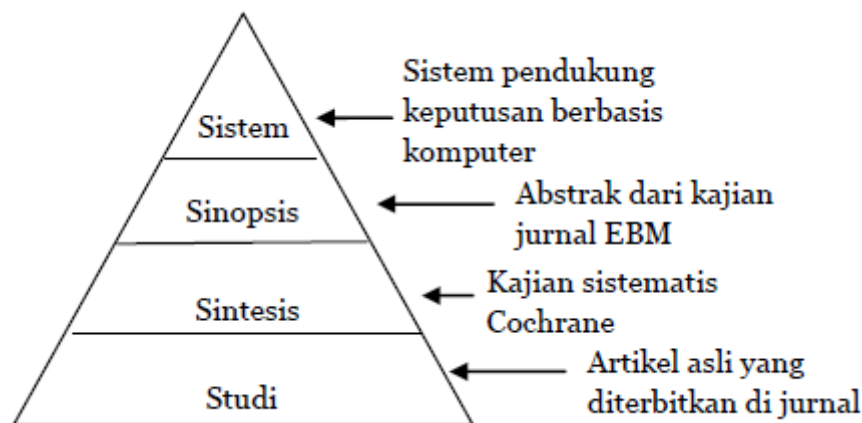 Sistem pendukung
keputusan berbasis
komputer
Sistem
Abstrak dari kajian
jurnal EBM
Sinopsis
Kajian sistematis
Cochrane
Sintesis
Artikel asli yang
diterbitkan di jurnal
Studi